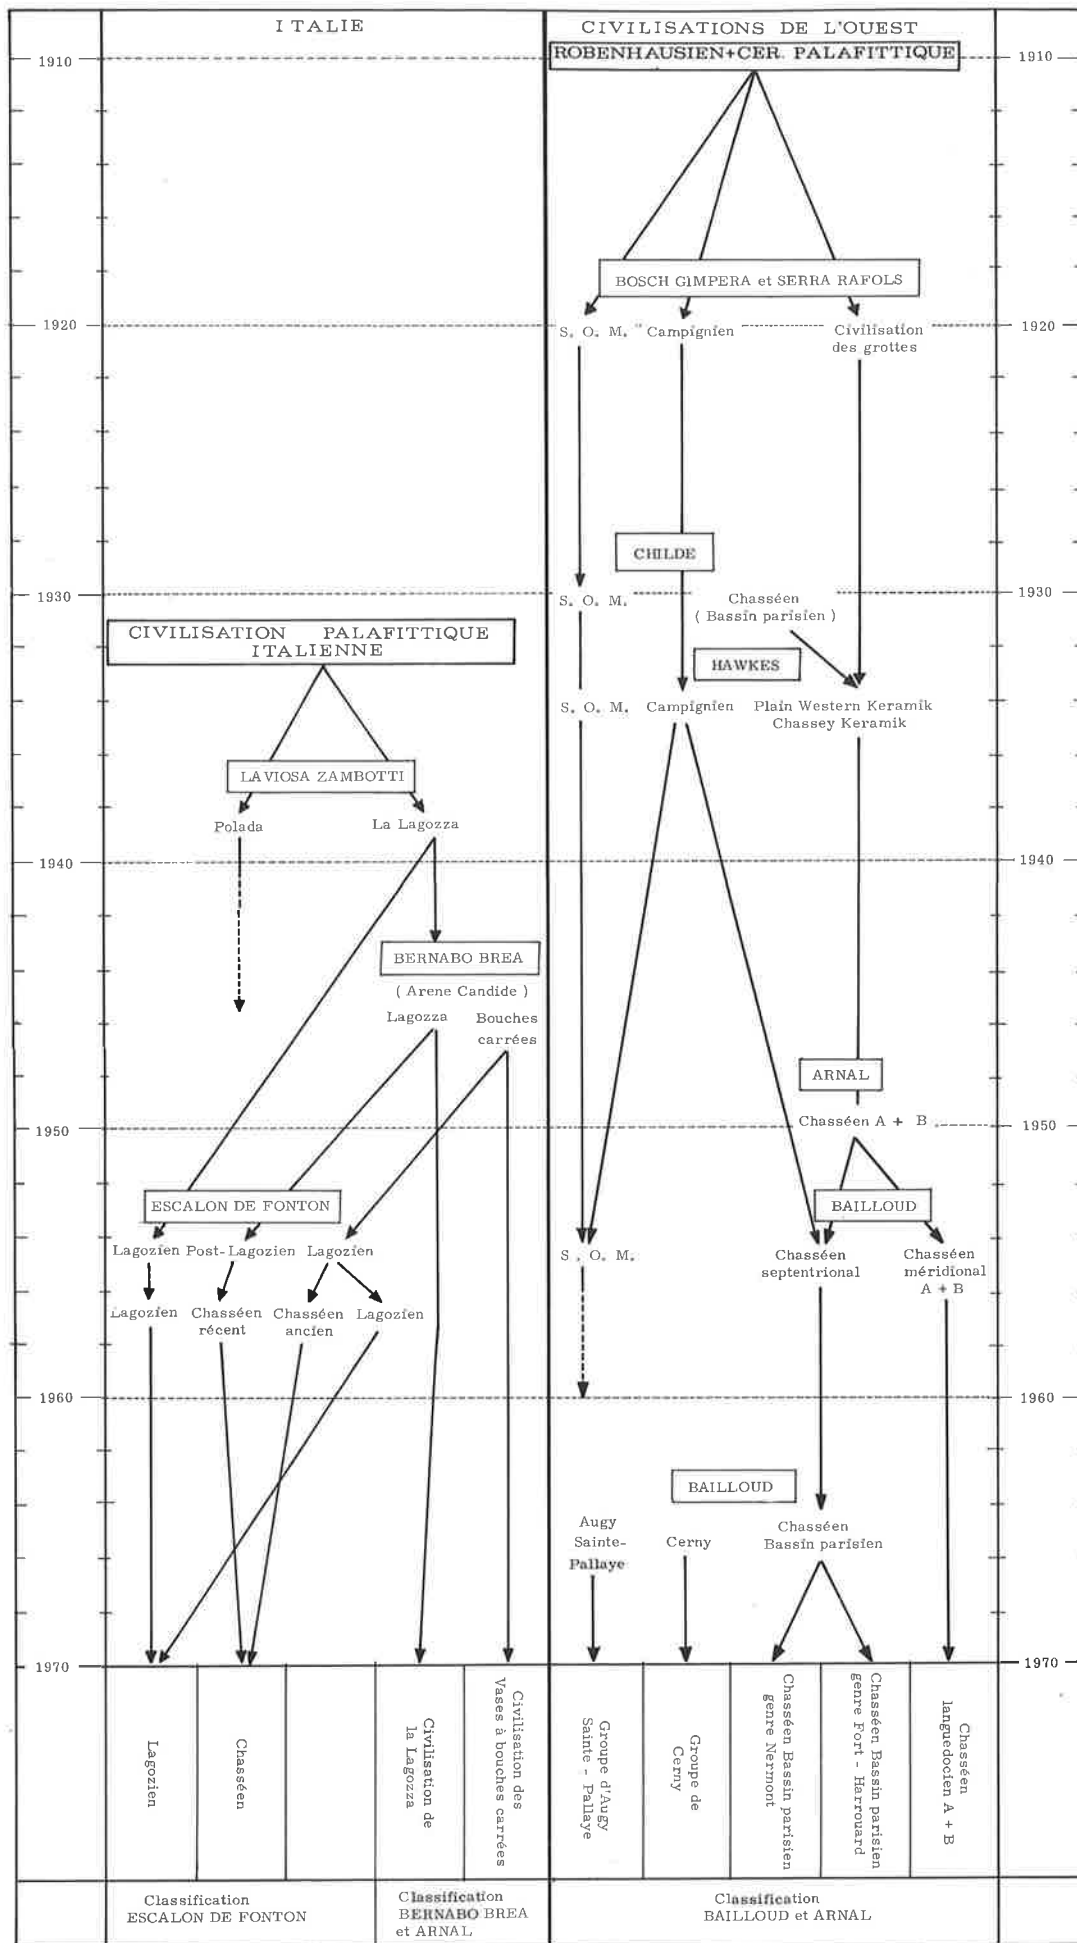 ITALIE
CIVILISATIONS DE L'OUEST
ROBENHAUSIEN+CER. PALAFITTIQUE
1910
1910
BOSCH GIMPERA et SERRA RAFOLS
1920
S. O. M. " Campignien
Civilisation
des grottes
1920
CHILDE
1930
S. O. M.
Chasséen
( Bassin parisien )
1930
CIVILISATION PALAFITTIQUE
ITALIENNE
HAWKES
S. O. M. Campignien
Plain Western Keramik
Chassey Keramik
LAVIOSA ZAMBOTTI
Polada
La Lagozza
1940
1940
BERNABO BREA
( Arene Candide )
Lagozza
Bouches
carrées
ARNAL
1950
Chasséen A + B
1950
ESCALON DE FONTON
BAILLOUD
Lagozien Post-Lagozien Lagozien
S. O. M.
Chasséen
septentrional
Chasséen
méridional
A + B
Lagozien
Chasséen
récent
Chasséen
ancien
Lagozien
1960
1960
BAILLOUD
Augy
Sainte-
Pallaye
Cerny
Chasséen
Bassin parisien
1970
1970
Lagozien
Chasséen
Civilisation de
la Lagozza
Civilisation des
Vases à bouches carrées
Groupe d'Augy
Sainte - Pallaye
Groupe de
Cerny
Chasséen Bassin parisien
genre Nermont
Chasséen Bassin parisien
genre Fort - Harrouard
Chasséen
languedocien A + B
Classification
ESCALON DE FONTON
Classification
BERNABO BREA
et ARNAL
Classification
BAILLOUD et ARNAL